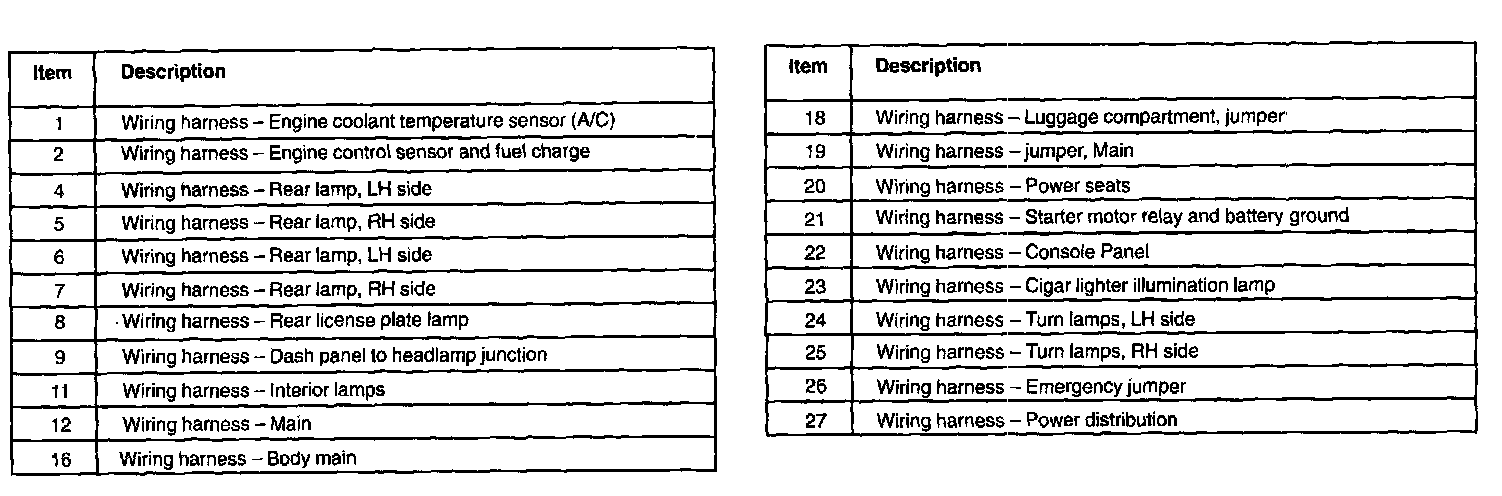 Item Description
1 Wiring harness – Engine coolant temperature sensor (A/C)
2 Wiring harness – Engine control sensor and fuel charge
4 Wiring harness – Rear lamp, LH side
5 Wiring harness – Rear lamp, RH side
6 Wiring harness – Rear lamp, LH side
7 Wiring harness – Rear lamp, RH side
8 Wiring harness – Rear license plate lamp
9 Wiring harness – Dash panel to headlamp junction
11 Wiring harness – Interior lamps
12 Wiring harness – Main
16 Wiring harness – Body main
Item Description
18 Wiring harness – Luggage compartment, jumper
19 Wiring harness – jumper, Main
20 Wiring harness – Power seats
21 Wiring harness – Starter motor relay and battery ground
22 Wiring harness – Console Panel
23 Wiring harness – Cigar lighter illumination lamp
24 Wiring harness – Turn lamps, LH side
25 Wiring harness – Turn lamps, RH side
26 Wiring harness – Emergency jumper
27 Wiring harness – Power distribution